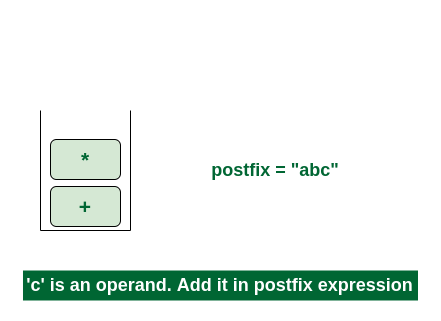 *
postfix = "abc"
+
'c' is an operand. Add it in postfix expression